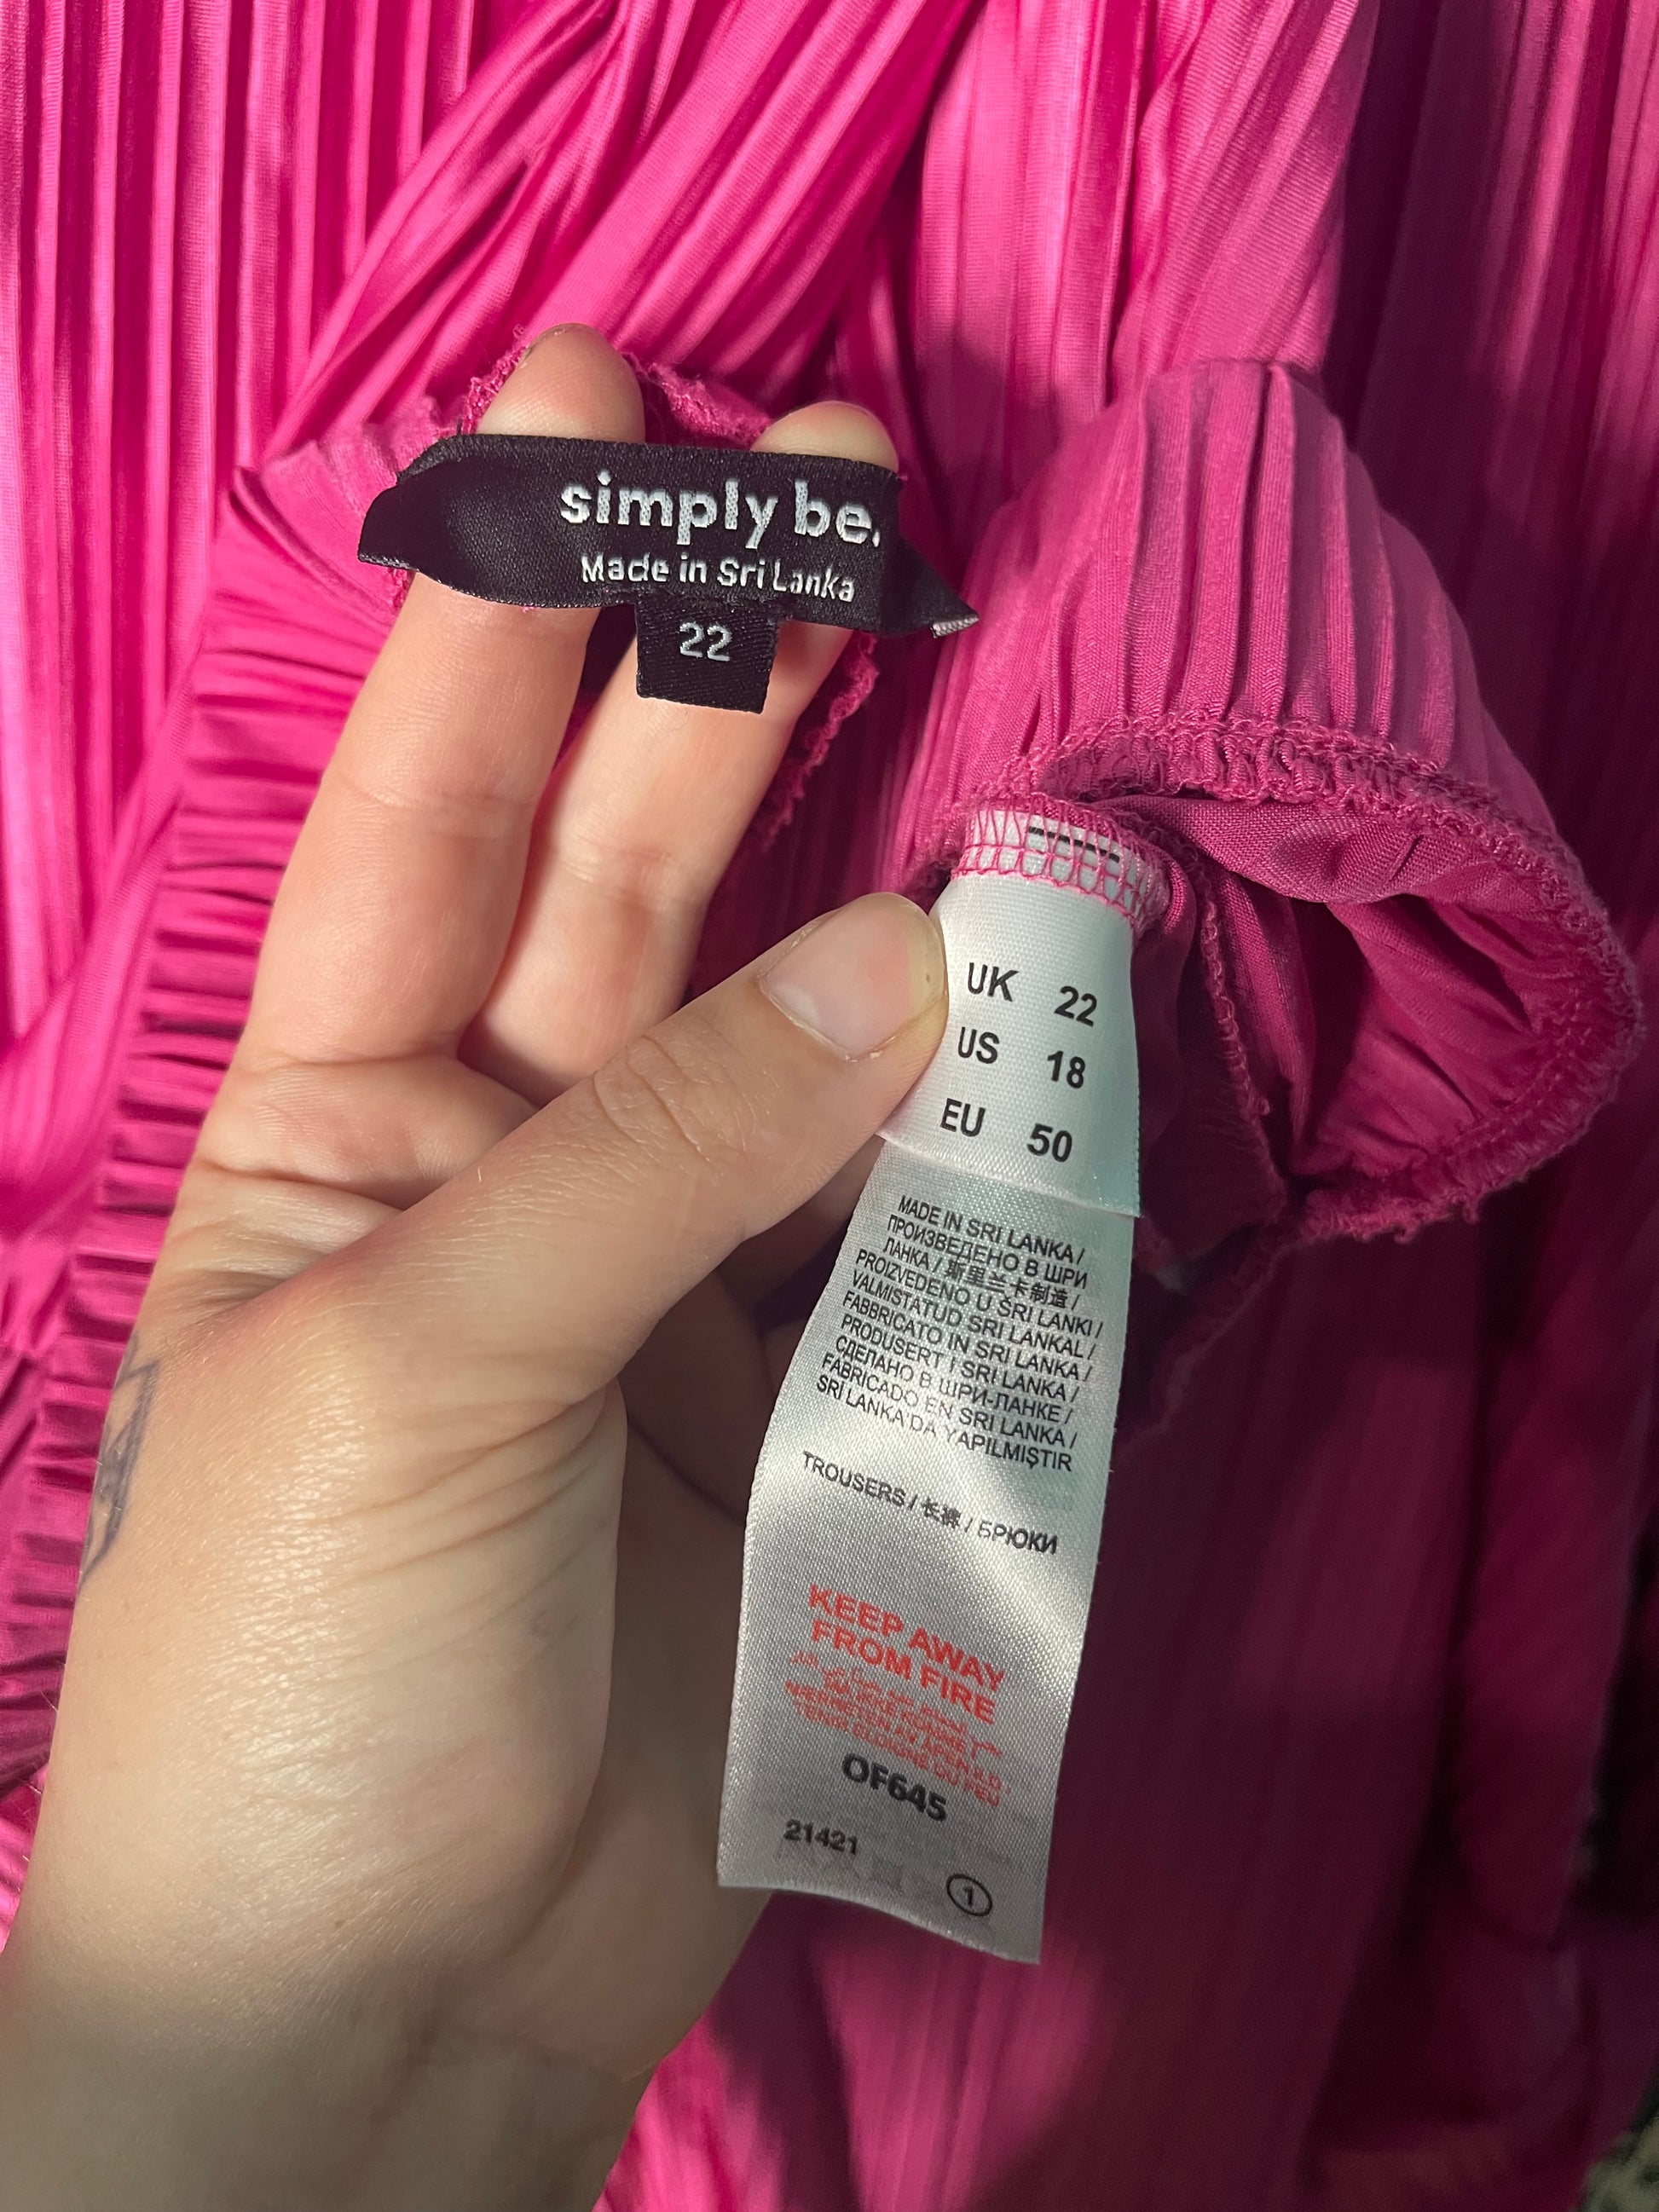 simply be.
Made in Sri Lanka
22
UK 22
US 18
EU 50
MADE IN SRI LANKA /
ПРОИЗВЕДЕНО В ШРИ
ЛАНКА / 斯里兰卡制造 /
PROIZVEDENO U ŠRI LANKI /
VALMISTATUD SRI LANKAL /
FABBRICATO IN SRI LANKA /
PRODUSERT I SRI LANKA /
СДЕЛАНО В ШРИ-ЛАНКЕ /
FABRICADO EN SRI LANKA /
SRİ LANKA'DA YAPILMIŞTIR
TROUSERS / 长裤 / БРЮКИ
KEEP AWAY
FROM FIRE
OF645
21421
1